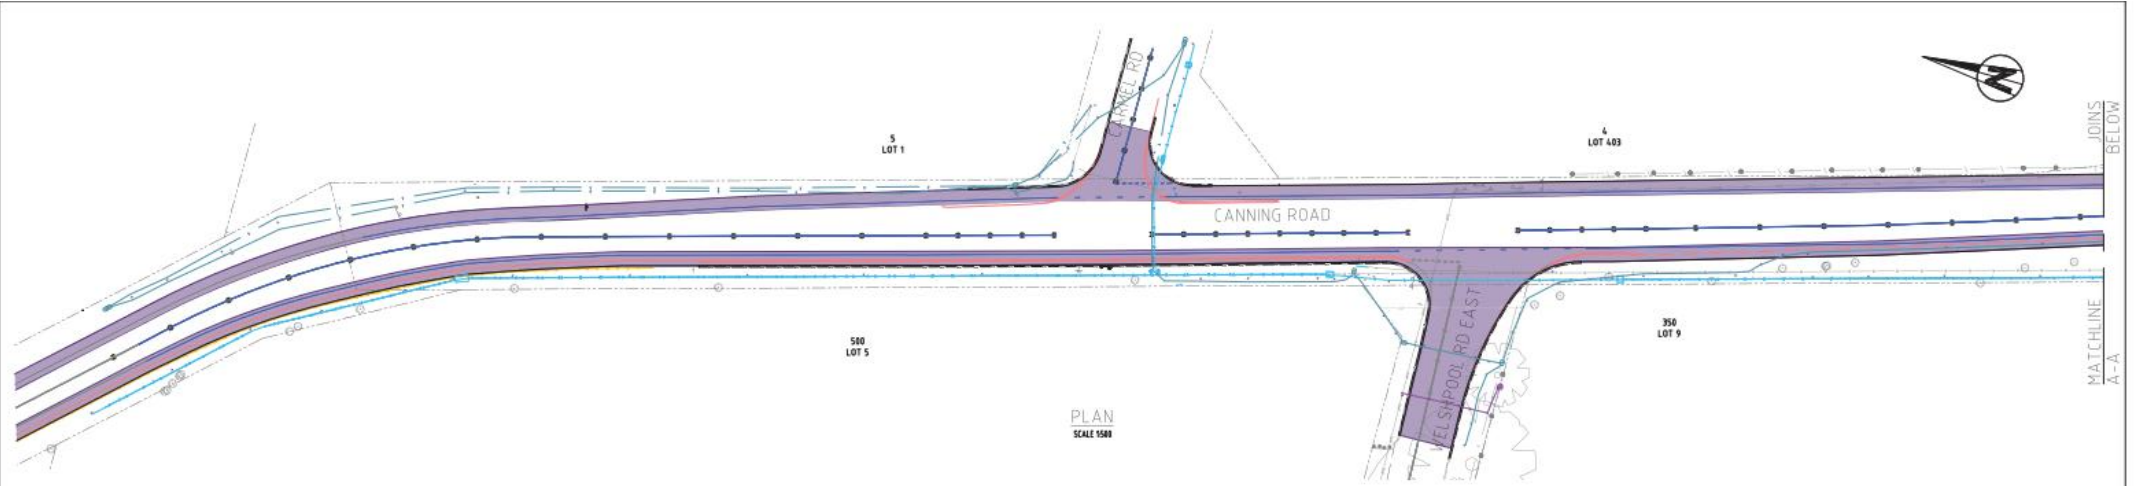 CARMEL RD
N
JOINS
BELOW
5
LOT 1
4
LOT 403
CANNING ROAD
500
LOT 5
350
LOT 9
WELSHPOOL RD EAST
MATCHLINE
A-A
PLAN
SCALE 1:500